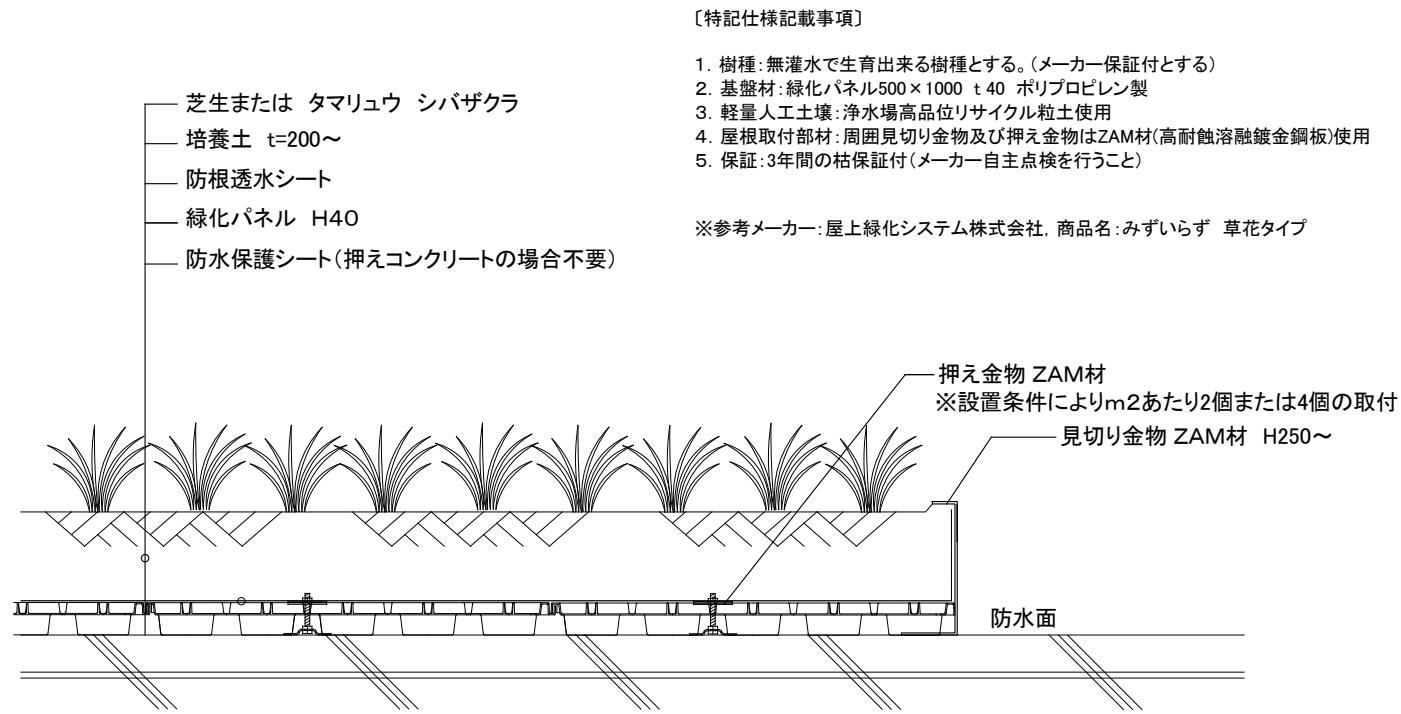 〔特記仕様記載事項〕
1. 樹種:無灌水で生育出来る樹種とする。(メーカー保証付とする)
2. 基盤材:緑化パネル500×1000 t 40 ポリプロピレン製
3. 軽量人工土壌:浄水場高品位リサイクル粒土使用
4. 屋根取付部材:周囲見切り金物及び押え金物はZAM材(高耐蝕溶融鍍金鋼板)使用
5. 保証:3年間の枯保証付(メーカー自主点検を行うこと)
※参考メーカー:屋上緑化システム株式会社, 商品名:みずいらず 草花タイプ
芝生または タマリュウ シバザクラ
培養土 t=200~
防根透水シート
緑化パネル H40
防水保護シート(押えコンクリートの場合不要)
押え金物 ZAM材
※設置条件によりm2あたり2個または4個の取付
見切り金物 ZAM材 H250~
防水面